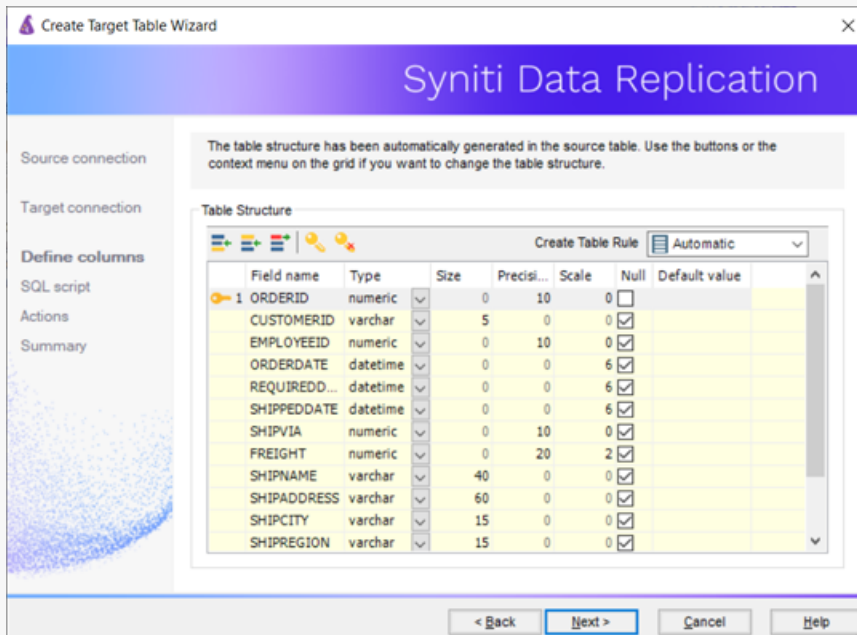 Create Target Table Wizard
Syniti Data Replication
Source connection
Target connection
Define columns
SQL script
Actions
Summary
The table structure has been automatically generated in the source table. Use the buttons or the
context menu on the grid if you want to change the table structure.
Table Structure
Create Table Rule Automatic
Field name Type Size Precisi... Scale Null Default value
1 ORDERID numeric 0 10 0
CUSTOMERID varchar 5 0 0
EMPLOYEEID numeric 0 10 0
ORDERDATE datetime 0 0 6
REQUIREDD... datetime 0 0 6
SHIPPEDDATE datetime 0 0 6
SHIPVIA numeric 0 10 0
FREIGHT numeric 0 20 2
SHIPNAME varchar 40 0 0
SHIPADDRESS varchar 60 0 0
SHIPCITY varchar 15 0 0
SHIPREGION varchar 15 0 0
< Back Next > Cancel Help